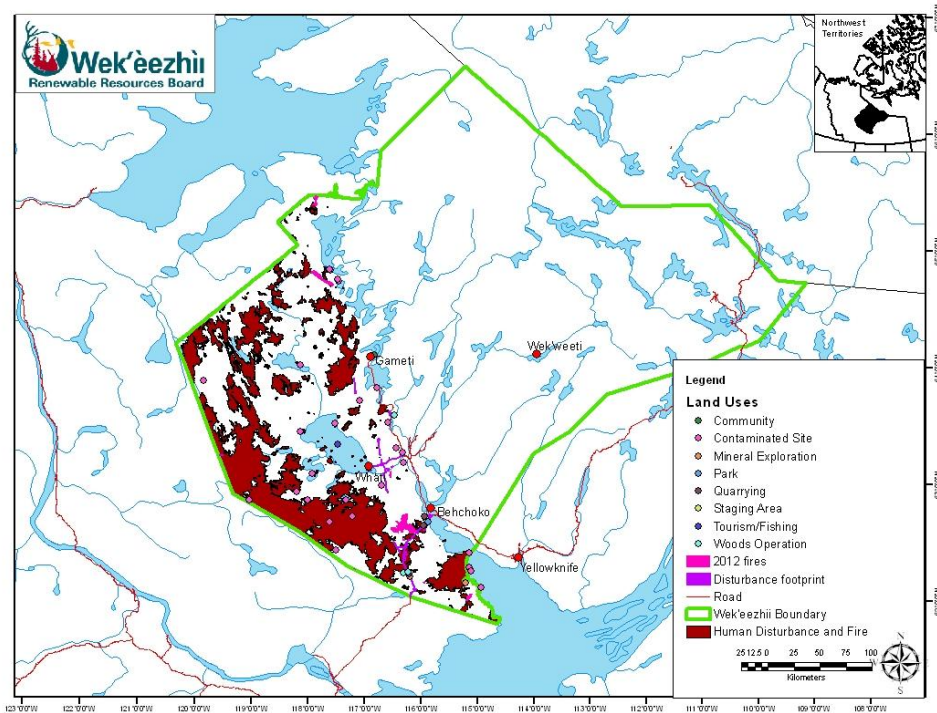 Wek'èezhìi
Renewable Resources Board
Northwest
Territories
Gameti
Wekweeti
Whati
Behchoko
Yellowknife
Legend
Land Uses
Community
Contaminated Site
Mineral Exploration
Park
Quarrying
Staging Area
Tourism/Fishing
Woods Operation
2012 fires
Disturbance footprint
Road
Wek'eezhii Boundary
Human Disturbance and Fire
25 12.5 0 25 50 75 100
Kilometers
N
S
123°0'0"W 122°0'0"W 121°0'0"W 120°0'0"W 119°0'0"W 118°0'0"W 117°0'0"W 116°0'0"W 115°0'0"W 114°0'0"W 113°0'0"W 112°0'0"W 111°0'0"W 110°0'0"W 109°0'0"W 108°0'0"W